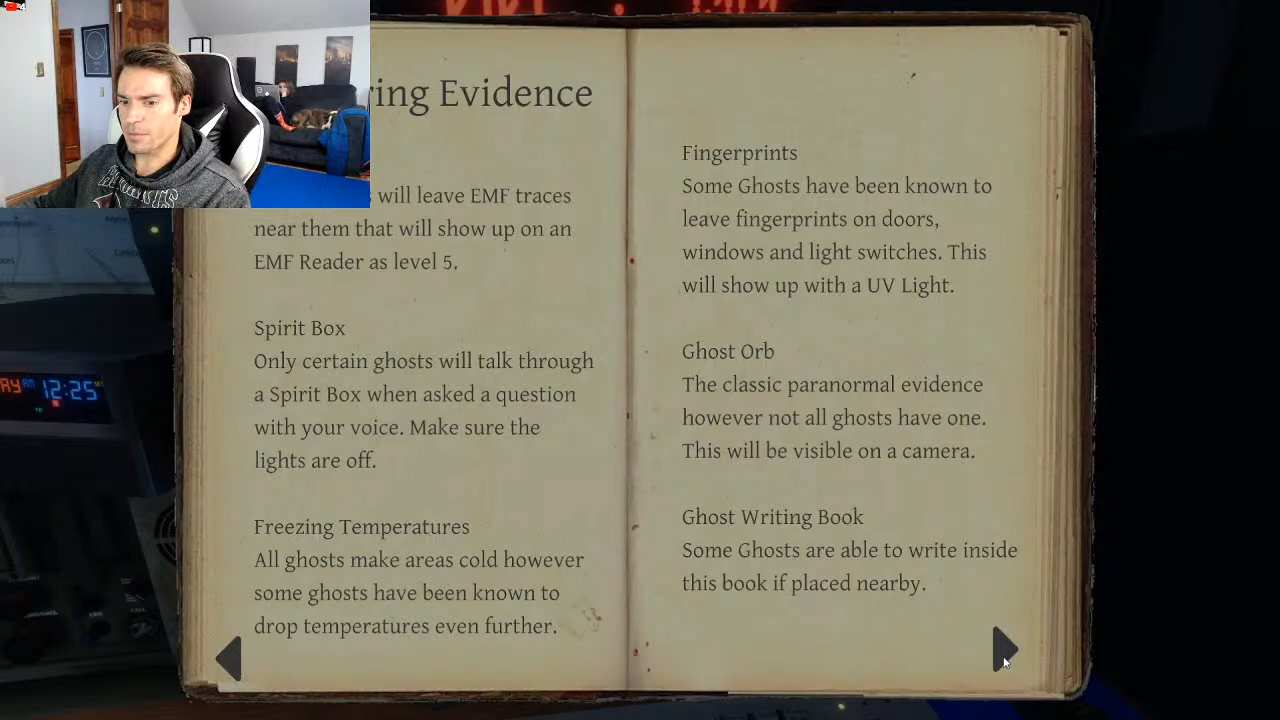 ring Evidence
will leave EMF traces
near them that will show up on an
EMF Reader as level 5.
Spirit Box
Only certain ghosts will talk through
a Spirit Box when asked a question
with your voice. Make sure the
lights are off.
Freezing Temperatures
All ghosts make areas cold however
some ghosts have been known to
drop temperatures even further.
Fingerprints
Some Ghosts have been known to
leave fingerprints on doors,
windows and light switches. This
will show up with a UV Light.
Ghost Orb
The classic paranormal evidence
however not all ghosts have one.
This will be visible on a camera.
Ghost Writing Book
Some Ghosts are able to write inside
this book if placed nearby.
AY AM 12:25